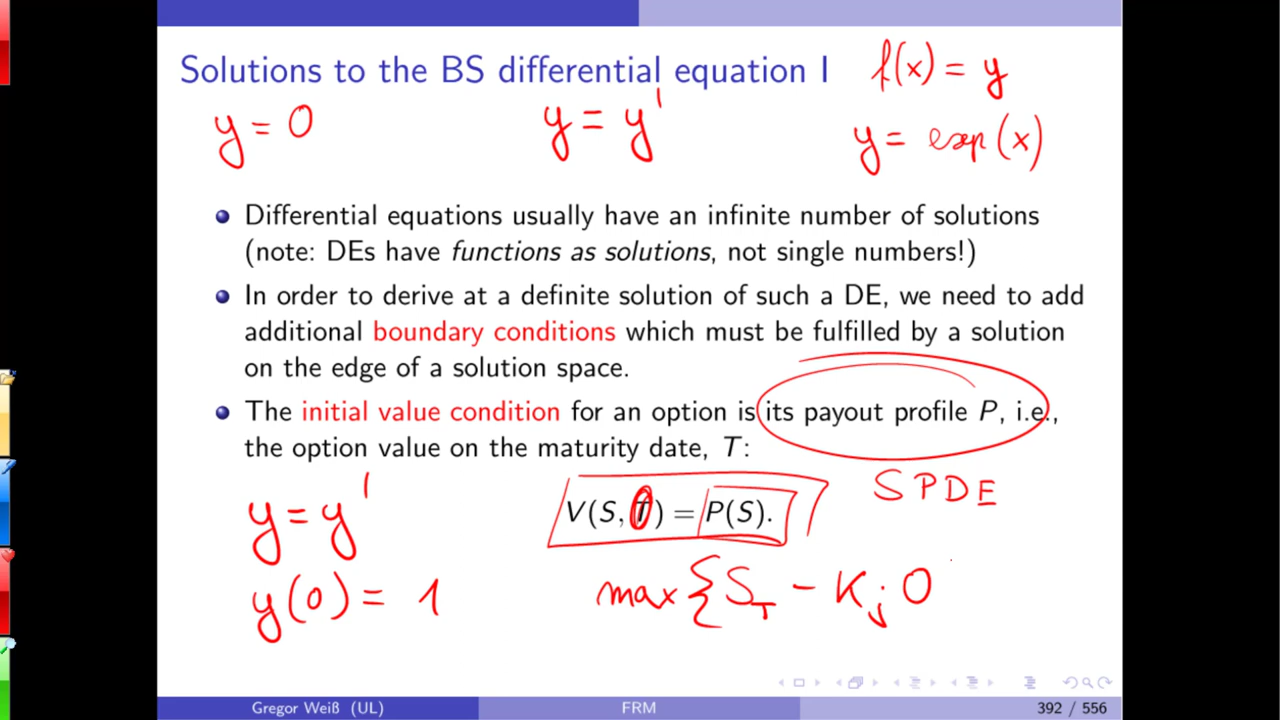 Solutions to the BS differential equation I
f(x) = y
y = 0
y = y'
y = exp(x)
Differential equations usually have an infinite number of solutions
(note: DEs have functions as solutions, not single numbers!)
In order to derive at a definite solution of such a DE, we need to add
additional boundary conditions which must be fulfilled by a solution
on the edge of a solution space.
The initial value condition for an option is its payout profile P, i.e.,
the option value on the maturity date, T:
SPDE
y = y'
V(S, T) = P(S).
y(0) = 1
max{S_T - K; 0
Gregor Weiß (UL)
FRM
392 / 556